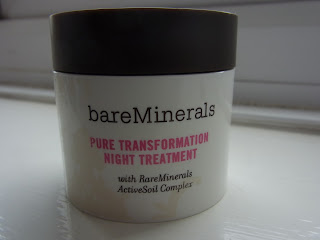 bareMinerals
PURE TRANSFORMATION
NIGHT TREATMENT
with RareMinerals
ActiveSoil Complex